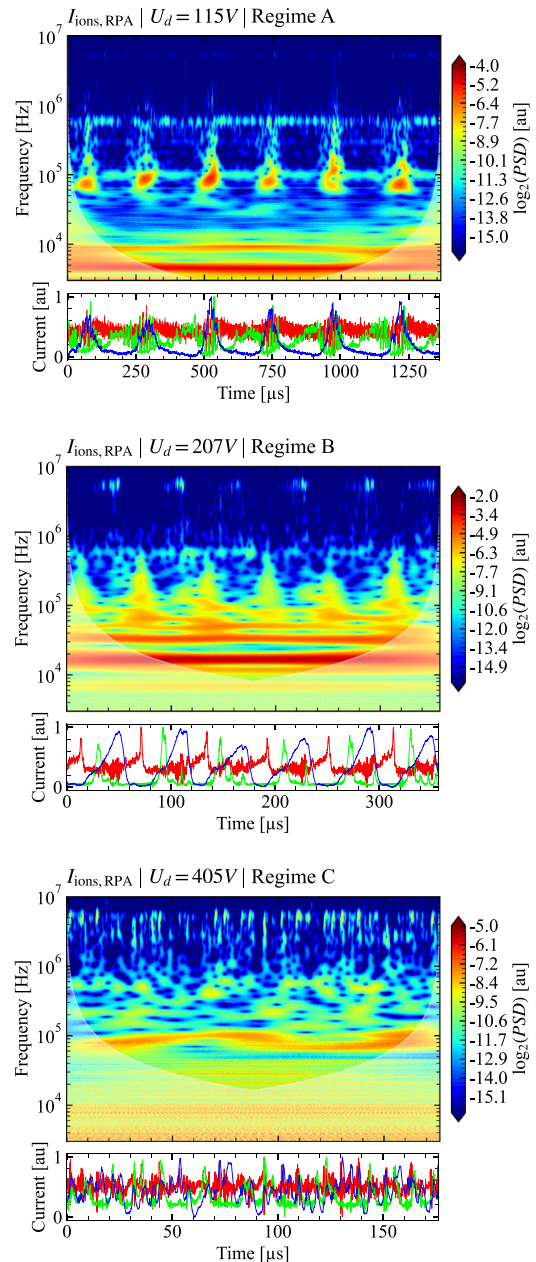 I_ions, RPA | U_d = 115V | Regime A
10^7
10^6
10^5
10^4
Frequency [Hz]
-4.0
-5.2
-6.4
-7.7
-8.9
-10.1
-11.3
-12.6
-13.8
-15.0
log_2(PSD) [au]
1
0
Current [au]
0 250 500 750 1000 1250
Time [µs]
I_ions, RPA | U_d = 207V | Regime B
10^7
10^6
10^5
10^4
Frequency [Hz]
-2.0
-3.4
-4.9
-6.3
-7.7
-9.2
-10.6
-12.0
-13.5
-14.9
log_2(PSD) [au]
1
0
Current [au]
0 100 200 300
Time [µs]
I_ions, RPA | U_d = 405V | Regime C
10^7
10^6
10^5
10^4
Frequency [Hz]
-5.0
-6.1
-7.2
-8.4
-9.5
-10.6
-11.7
-12.9
-14.0
-15.1
log_2(PSD) [au]
1
0
Current [au]
0 50 100 150
Time [µs]